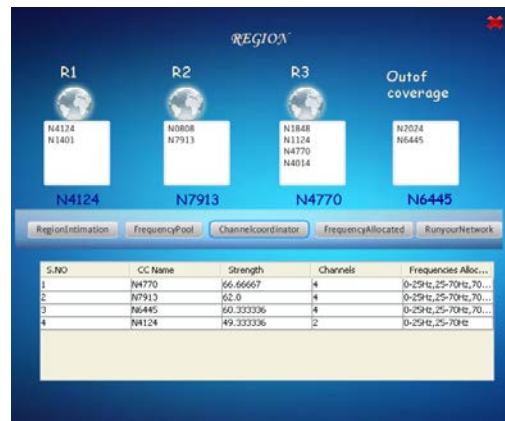 REGION
R1 R2 R3 Outof coverage
N4124 N0808 N1848 N2024
N1401 N7913 N1124 N6445
N4770
N4014
N4124 N7913 N4770 N6445
RegionIntimation FrequencyPool Channelcoordinator FrequencyAllocated RunyourNetwork
S.NO CC Name Strength Channels Frequencies Alloc...
1 N4770 66.66667 4 0-25Hz,25-70Hz,70...
2 N7913 62.0 4 0-25Hz,25-70Hz,70...
3 N6445 60.333336 4 0-25Hz,25-70Hz,70...
4 N4124 49.333336 2 0-25Hz,25-70Hz